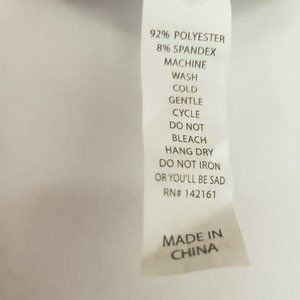 92% POLYESTER
8% SPANDEX
MACHINE
WASH
COLD
GENTLE
CYCLE
DO NOT
BLEACH
HANG DRY
DO NOT IRON
OR YOU'LL BE SAD
RN# 142161
MADE IN
CHINA